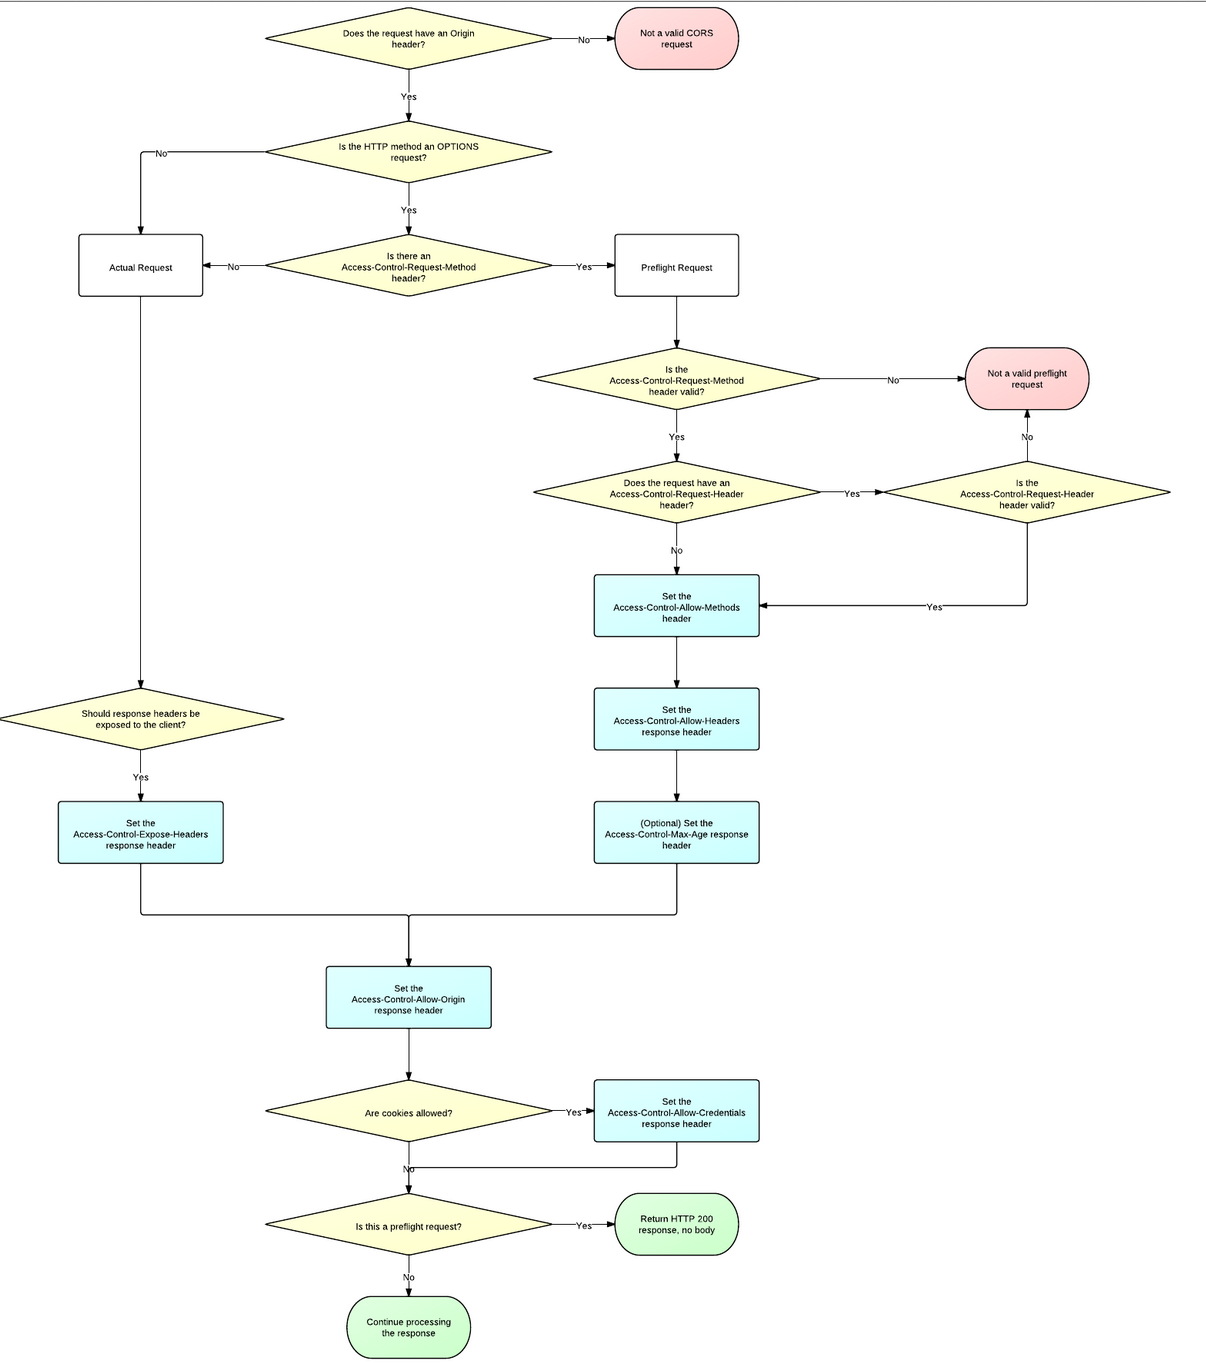 Does the request have an Origin
header?
No
Not a valid CORS
request
Yes
Is the HTTP method an OPTIONS
request?
No
Yes
Actual Request
No
Is there an
Access-Control-Request-Method
header?
Yes
Preflight Request
Is the
Access-Control-Request-Method
header valid?
No
Not a valid preflight
request
Yes
No
Does the request have an
Access-Control-Request-Header
header?
Yes
Is the
Access-Control-Request-Header
header valid?
No
Set the
Access-Control-Allow-Methods
header
Yes
Should response headers be
exposed to the client?
Set the
Access-Control-Allow-Headers
response header
Yes
Set the
Access-Control-Expose-Headers
response header
(Optional) Set the
Access-Control-Max-Age response
header
Set the
Access-Control-Allow-Origin
response header
Are cookies allowed?
Yes
Set the
Access-Control-Allow-Credentials
response header
No
Is this a preflight request?
Yes
Return HTTP 200
response, no body
No
Continue processing
the response